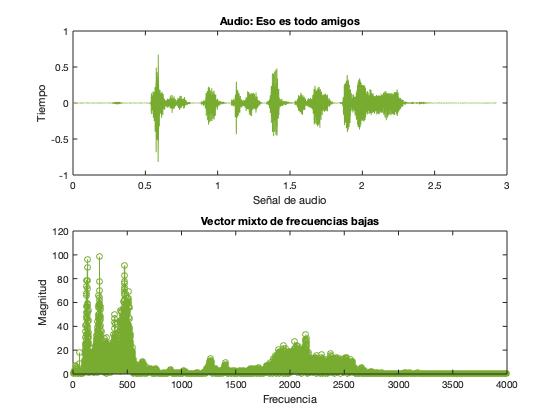 Audio: Eso es todo amigos
1
0.5
0
-0.5
-1
Tiempo
0 0.5 1 1.5 2 2.5 3
Señal de audio
Vector mixto de frecuencias bajas
120
100
80
60
40
20
0
Magnitud
0 500 1000 1500 2000 2500 3000 3500 4000
Frecuencia